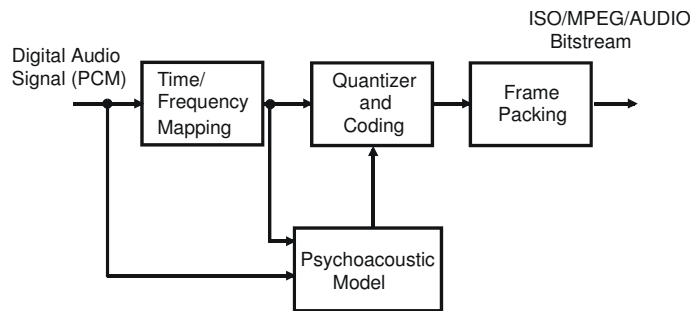 ISO/MPEG/AUDIO
Bitstream
Digital Audio
Signal (PCM)
Time/
Frequency
Mapping
Quantizer
and
Coding
Frame
Packing
Psychoacoustic
Model